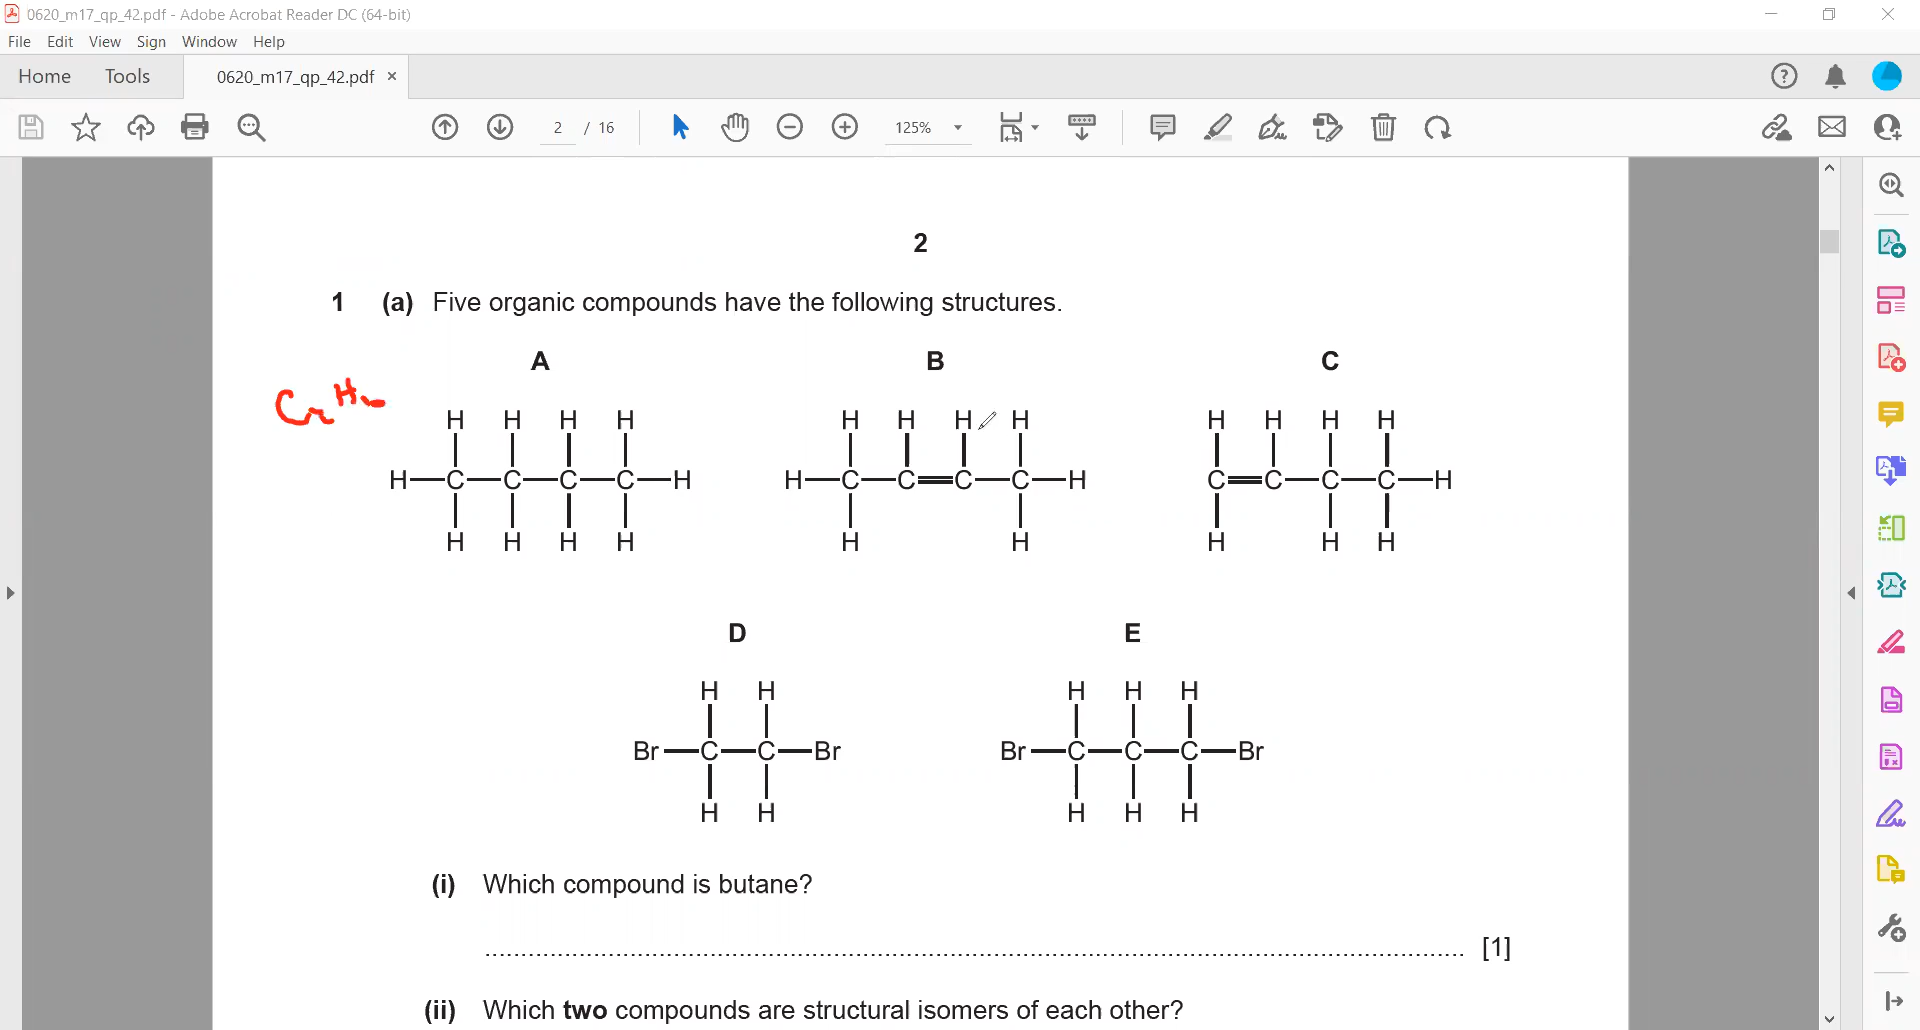 0620_m17_qp_42.pdf - Adobe Acrobat Reader DC (64-bit)
File Edit View Sign Window Help
Home Tools 0620_m17_qp_42.pdf ×
2 / 16 125%
2
1 (a) Five organic compounds have the following structures.
A B C
H H H H H H H H H H H H
H C C C C H H C C C C H C C C C H
H H H H H H H H H
D E
H H H H H
Br C C Br Br C C C Br
H H H H H
(i) Which compound is butane?
.................................................................................................................................. [1]
(ii) Which two compounds are structural isomers of each other?